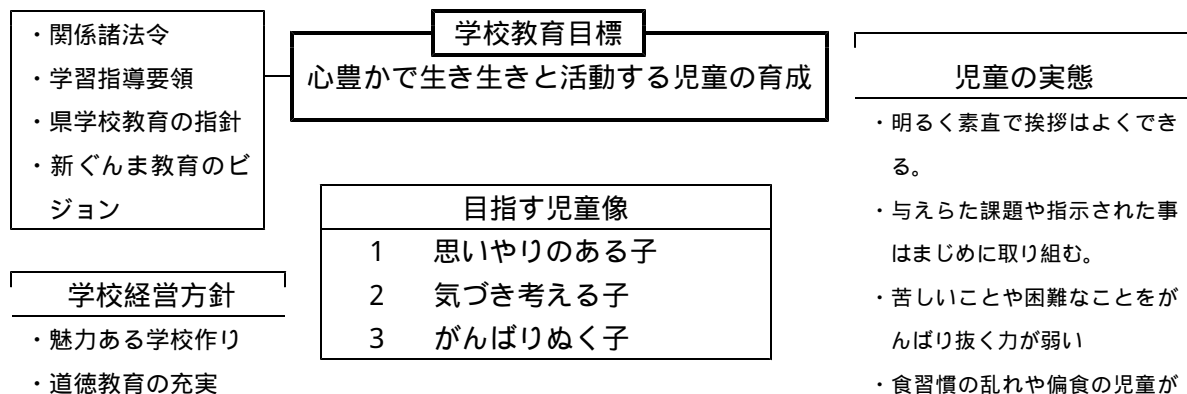 ・関係諸法令
・学習指導要領
・県学校教育の指針
・新ぐんま教育のビ
ジョン
学校教育目標
心豊かで生き生きと活動する児童の育成
目指す児童像
1 思いやりのある子
2 気づき考える子
3 がんばりぬく子
学校経営方針
・魅力ある学校作り
・道徳教育の充実
児童の実態
・明るく素直で挨拶はよくでき
る。
・与えらた課題や指示された事
はまじめに取り組む。
・苦しいことや困難なことをが
んばり抜く力が弱い
・食習慣の乱れや偏食の児童が